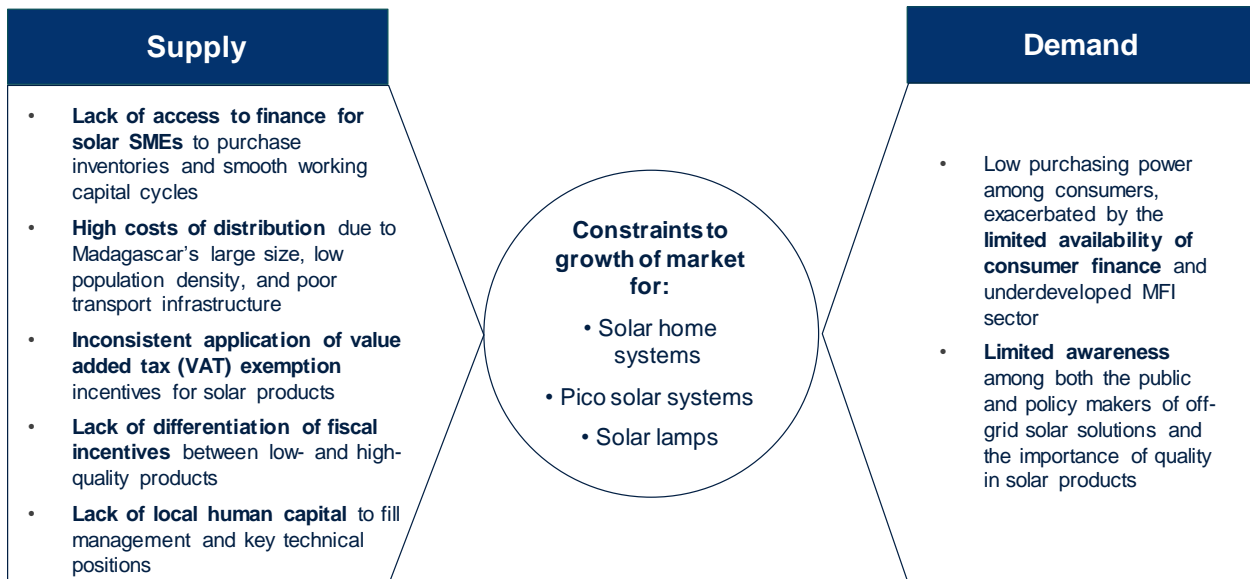 Supply
• Lack of access to finance for
solar SMEs to purchase
inventories and smooth working
capital cycles
• High costs of distribution due to
Madagascar's large size, low
population density, and poor
transport infrastructure
• Inconsistent application of value
added tax (VAT) exemption
incentives for solar products
• Lack of differentiation of fiscal
incentives between low- and high-
quality products
• Lack of local human capital to fill
management and key technical
positions
Constraints to
growth of market
for:
• Solar home
systems
• Pico solar systems
• Solar lamps
Demand
• Low purchasing power
among consumers,
exacerbated by the
limited availability of
consumer finance and
underdeveloped MFI
sector
• Limited awareness
among both the public
and policy makers of off-
grid solar solutions and
the importance of quality
in solar products